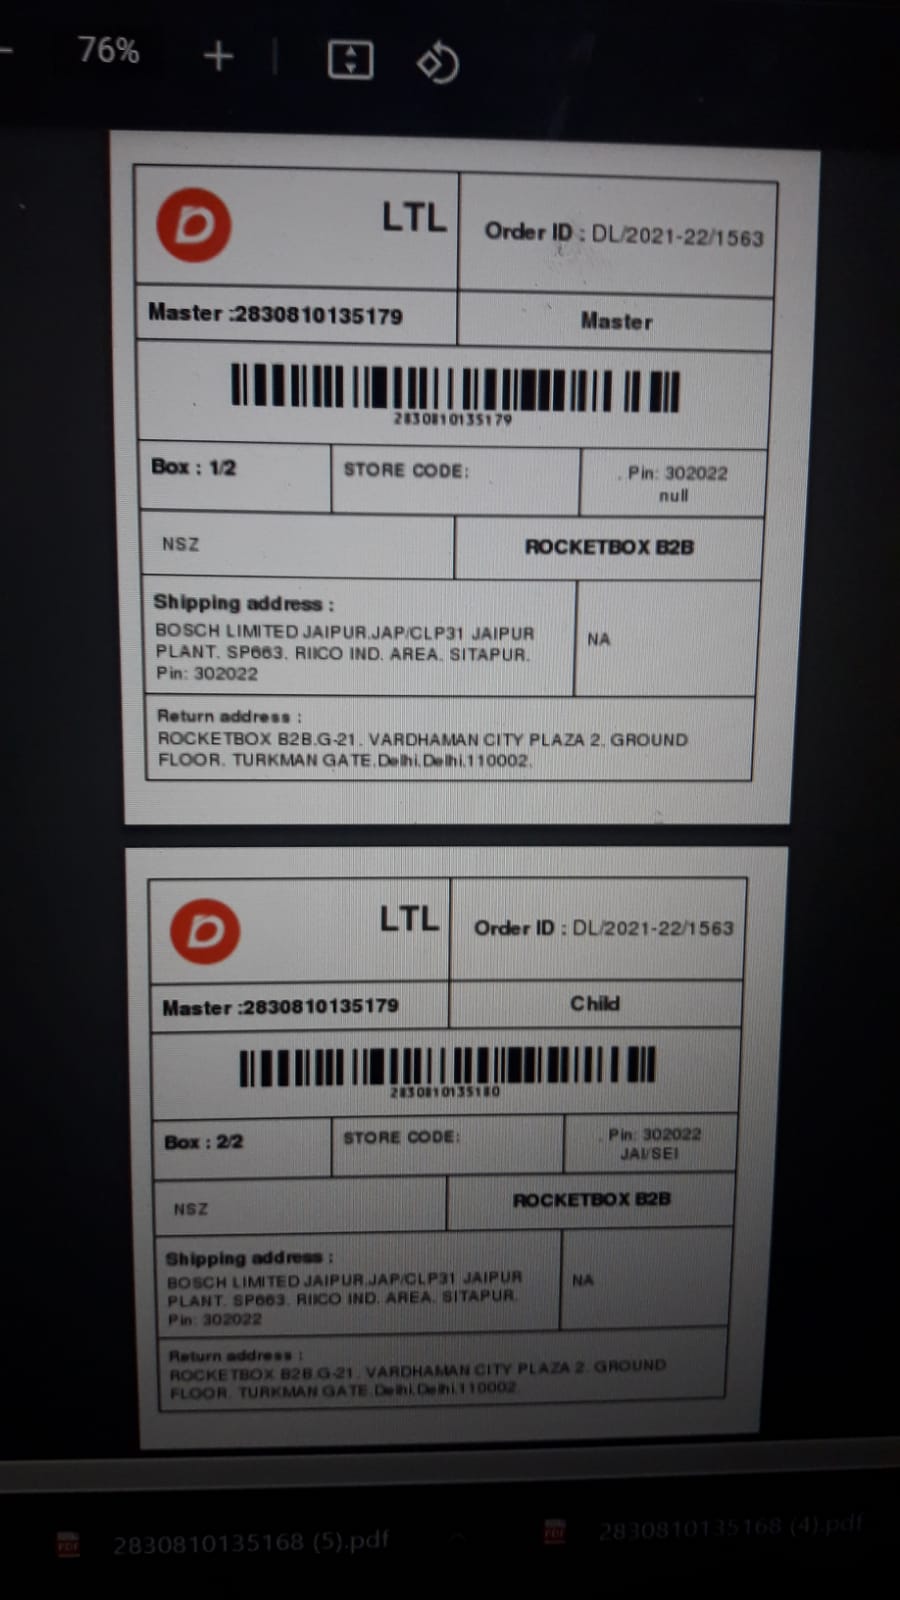 76%
LTL
Order ID : DL/2021-22/1563
Master :2830810135179
Master
2830810135179
Box : 1/2
STORE CODE:
. Pin: 302022
null
NSZ
ROCKETBOX B2B
Shipping address :
BOSCH LIMITED JAIPUR,JAP/CLP31 JAIPUR
PLANT, SP663, RIICO IND. AREA, SITAPUR,
Pin: 302022
NA
Return address :
ROCKETBOX B2B,G-21, VARDHAMAN CITY PLAZA 2, GROUND
FLOOR, TURKMAN GATE,Delhi,Delhi,110002,
LTL
Order ID : DL/2021-22/1563
Master :2830810135179
Child
2830810135180
Box : 2/2
STORE CODE:
. Pin: 302022
JAI/SEI
NSZ
ROCKETBOX B2B
Shipping address :
BOSCH LIMITED JAIPUR,JAP/CLP31 JAIPUR
PLANT, SP663, RIICO IND. AREA, SITAPUR,
Pin: 302022
NA
Return address :
ROCKETBOX B2B,G-21, VARDHAMAN CITY PLAZA 2, GROUND
FLOOR, TURKMAN GATE,Delhi,Delhi,110002,
2830810135168 (5).pdf
2830810135168 (4).pdf